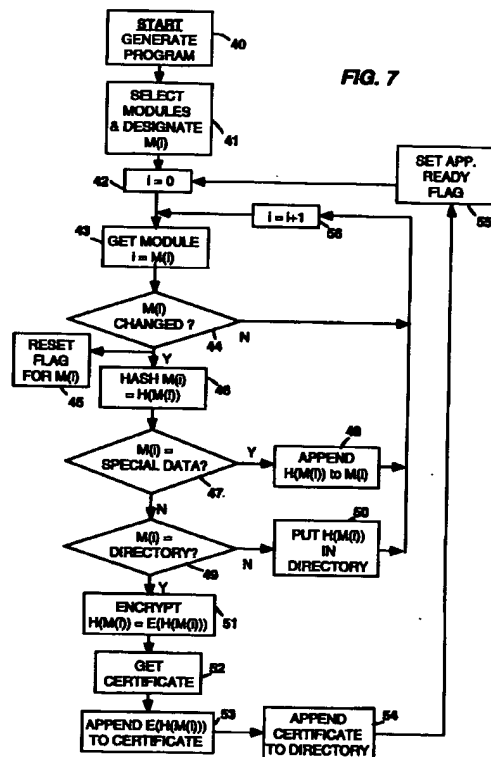 START
GENERATE
PROGRAM
40
FIG. 7
SELECT
MODULES
& DESIGNATE
M(i)
41
SET APP.
READY
FLAG
55
i = 0
42
i = i+1
56
43
GET MODULE
i = M(i)
M(i)
CHANGED ?
44
N
Y
RESET
FLAG
FOR M(i)
45
HASH M(i)
= H(M(i))
46
M(i) =
SPECIAL DATA?
47
Y
N
48
APPEND
H(M(i)) to M(i)
M(i) =
DIRECTORY?
49
N
Y
50
PUT H(M(i))
IN
DIRECTORY
ENCRYPT
H(M(i)) = E(H(M(i)))
51
GET
CERTIFICATE
52
APPEND E(H(M(i)))
TO CERTIFICATE
53
APPEND
CERTIFICATE
TO DIRECTORY
54